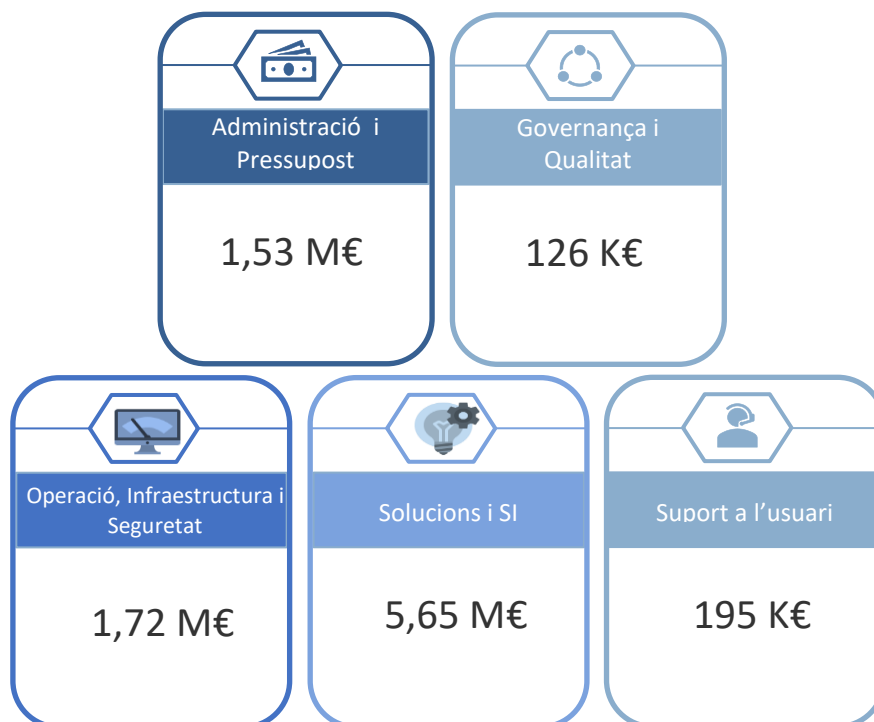 Administració i
Pressupost
Governança i
Qualitat
1,53 M€
126 K€
Operació, Infraestructura i
Seguretat
Solucions i SI
Suport a l’usuari
1,72 M€
5,65 M€
195 K€